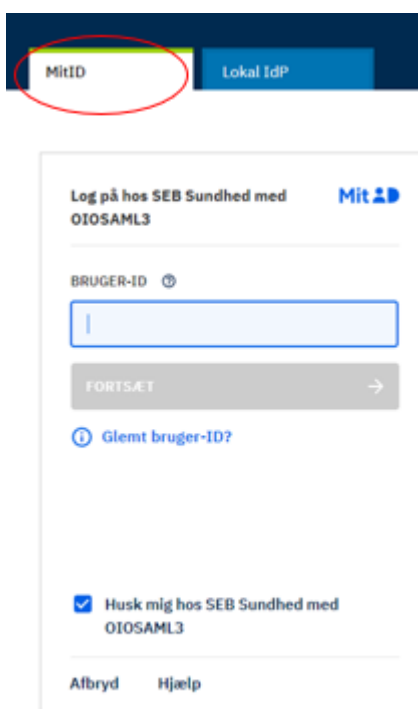 MitID Lokal IdP
Log på hos SEB Sundhed med Mit
OIOSAML3
BRUGER-ID
FORTSÆT
Glemt bruger-ID?
Husk mig hos SEB Sundhed med
OIOSAML3
Afbryd Hjælp